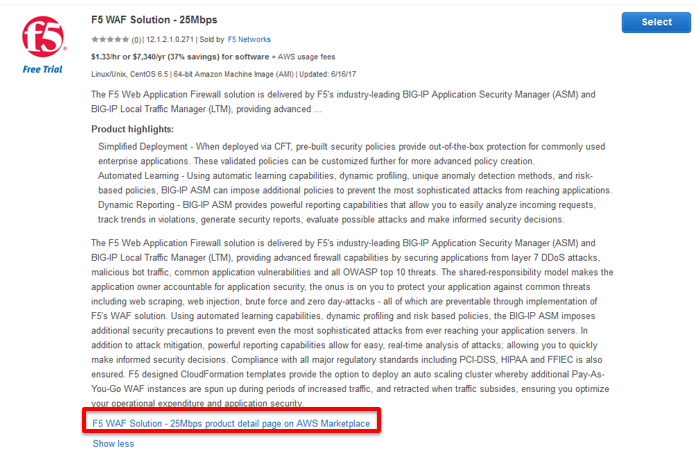 F5 WAF Solution - 25Mbps
Select
f5
(0) | 12.1.2.1.0.271 | Sold by F5 Networks
Free Trial
$1.33/hr or $7,340/yr (37% savings) for software + AWS usage fees
Linux/Unix, CentOS 6.5 | 64-bit Amazon Machine Image (AMI) | Updated: 6/16/17
The F5 Web Application Firewall solution is delivered by F5's industry-leading BIG-IP Application Security Manager (ASM) and
BIG-IP Local Traffic Manager (LTM), providing advanced ...
Product highlights:
Simplified Deployment - When deployed via CFT, pre-built security policies provide out-of-the-box protection for commonly used
enterprise applications. These validated policies can be customized further for more advanced policy creation.
Automated Learning - Using automatic learning capabilities, dynamic profiling, unique anomaly detection methods, and risk-
based policies, BIG-IP ASM can impose additional policies to prevent the most sophisticated attacks from reaching applications.
Dynamic Reporting - BIG-IP ASM provides powerful reporting capabilities that allow you to easily analyze incoming requests,
track trends in violations, generate security reports, evaluate possible attacks and make informed security decisions.
The F5 Web Application Firewall solution is delivered by F5's industry-leading BIG-IP Application Security Manager (ASM) and
BIG-IP Local Traffic Manager (LTM), providing advanced firewall capabilities by securing applications from layer 7 DDoS attacks,
malicious bot traffic, common application vulnerabilities and all OWASP top 10 threats. The shared-responsibility model makes the
application owner accountable for application security, the onus is on you to protect your application against common threats
including web scraping, web injection, brute force and zero day-attacks - all of which are preventable through implementation of
F5's WAF solution. Using automated learning capabilities, dynamic profiling and risk based policies, the BIG-IP ASM imposes
additional security precautions to prevent even the most sophisticated attacks from ever reaching your application servers. In
addition to attack mitigation, powerful reporting capabilities allow for easy, real-time analysis of attacks; allowing you to quickly
make informed security decisions. Compliance with all major regulatory standards including PCI-DSS, HIPAA and FFIEC is also
ensured. F5 designed CloudFormation templates provide the option to deploy an auto scaling cluster whereby additional Pay-As-
You-Go WAF instances are spun up during periods of increased traffic, and retracted when traffic subsides, ensuring you optimize
your operational expenditure and application security.
F5 WAF Solution - 25Mbps product detail page on AWS Marketplace
Show less